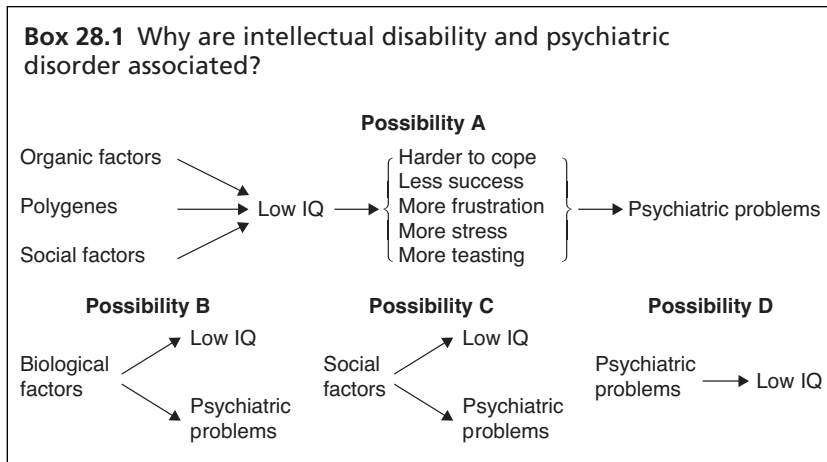 Box 28.1 Why are intellectual disability and psychiatric
disorder associated?
Possibility A
Organic factors
Polygenes
Social factors
Low IQ
Harder to cope
Less success
More frustration
More stress
More teasting
Psychiatric problems
Possibility B
Biological
factors
Low IQ
Psychiatric
problems
Possibility C
Social
factors
Low IQ
Psychiatric
problems
Possibility D
Psychiatric
problems
Low IQ